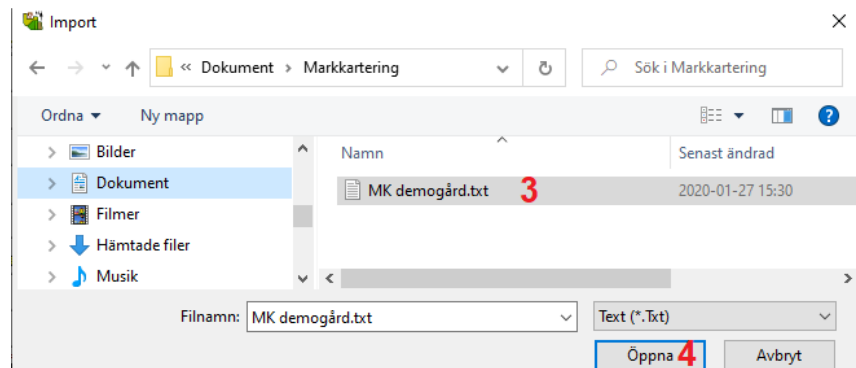 Import
« Dokument › Markkartering
Sök i Markkartering
Ordna
Ny mapp
Bilder
Dokument
Filmer
Hämtade filer
Musik
Namn
Senast ändrad
MK demogård.txt 3
2020-01-27 15:30
Filnamn: MK demogård.txt
Text (*.Txt)
Öppna 4
Avbryt